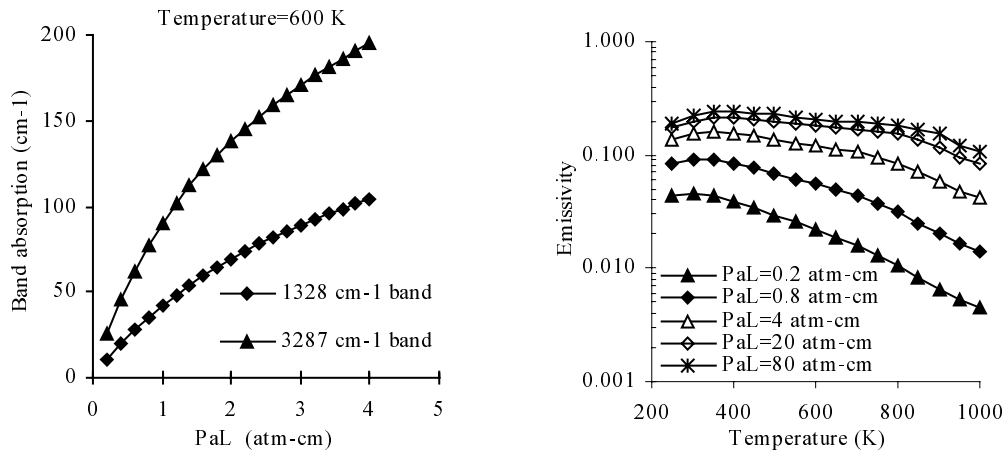 Temperature=600 K
200
150
100
50
0
Band absorption (cm-1)
1328 cm-1 band
3287 cm-1 band
0 1 2 3 4 5
PaL (atm-cm)
1.000
0.100
0.010
0.001
Emissivity
PaL=0.2 atm-cm
PaL=0.8 atm-cm
PaL=4 atm-cm
PaL=20 atm-cm
PaL=80 atm-cm
200 400 600 800 1000
Temperature (K)